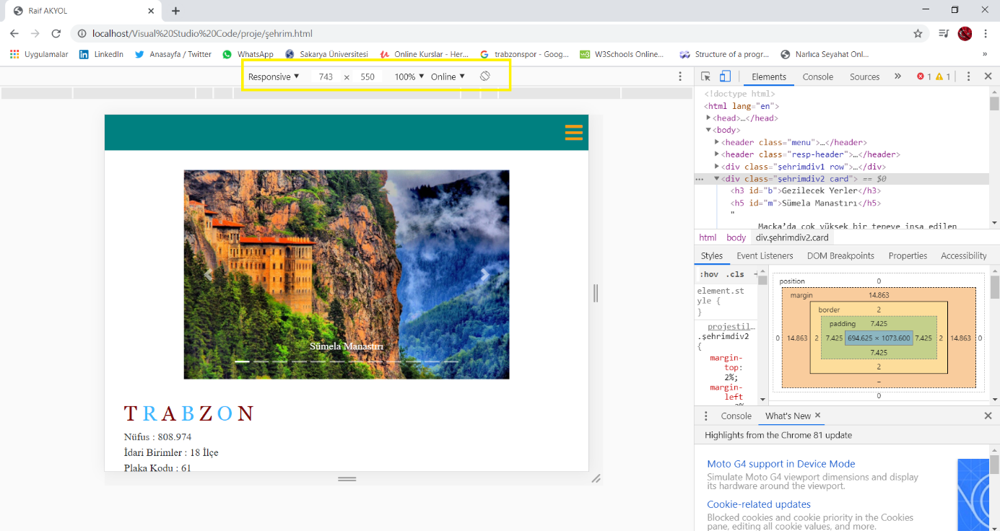 Raif AKYOL
localhost/Visual%20Studio%20Code/proje/şehrim.html
Uygulamalar LinkedIn Anasayfa / Twitter WhatsApp Sakarya Üniversitesi Online Kurslar - Her... trabzonspor - Goog... W3Schools Online... Structure of a progr... Narlıca Seyahat Onl... »
Responsive ▼ 743 × 550 100% ▼ Online ▼
Elements Console Sources » 1 1
<!doctype html>
<html lang="en">
<head>…</head>
<body>
<header class="menu">…</header>
<header class="resp-header">…</header>
<div class="şehrimdiv1 row">…</div>
<div class="şehrimdiv2 card"> == $0
<h3 id="b">Gezilecek Yerler</h3>
<h5 id="m">Sümela Manastırı</h5>
"
Maçka’da çok yüksek bir tepeye inşa edilen
html body div.şehrimdiv2.card
Styles Event Listeners DOM Breakpoints Properties Accessibility
:hov .cls +
element.st
yle {
}
projestil…
.şehrimdiv2
{
margin-
top:
2%;
margin-
left
position 0
margin 14.863
border 2
padding 7.425
0 14.863 2 7.425 694.625 × 1073.600 7.425 2 14.863 0
7.425
2
–
0
Sümela Manastırı
TRABZON
Nüfus : 808.974
İdari Birimler : 18 İlçe
Plaka Kodu : 61
Console What's New ×
Highlights from the Chrome 81 update
Moto G4 support in Device Mode
Simulate Moto G4 viewport dimensions and display
its hardware around the viewport.
Cookie-related updates
Blocked cookies and cookie priority in the Cookies
pane, editing all cookie values, and more.